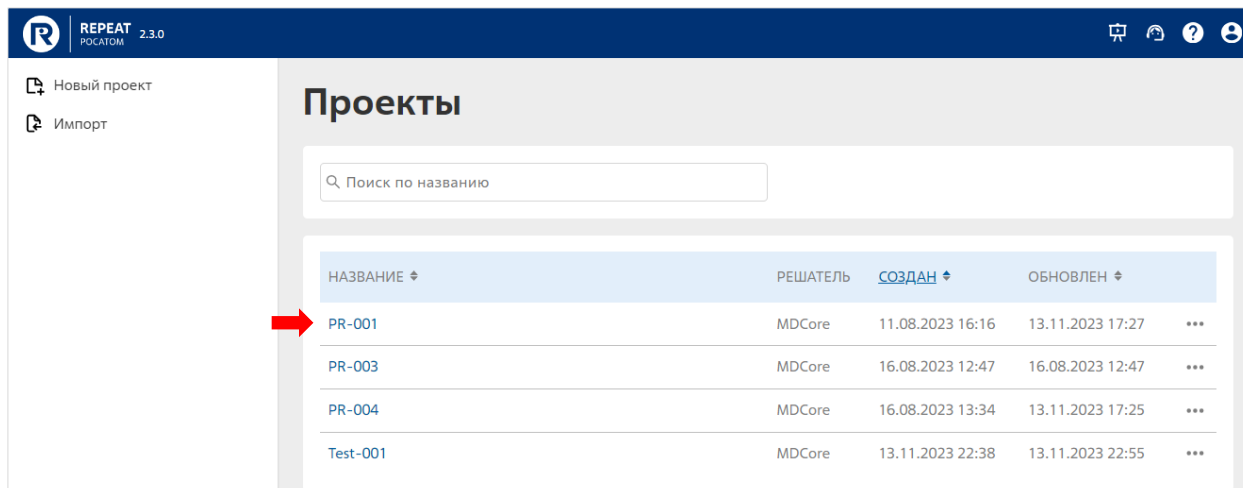 REPEAT 2.3.0
РОСАТОМ
Новый проект
Импорт
Проекты
Поиск по названию
НАЗВАНИЕ РЕШАТЕЛЬ СОЗДАН ОБНОВЛЕН
PR-001 MDCore 11.08.2023 16:16 13.11.2023 17:27
PR-003 MDCore 16.08.2023 12:47 16.08.2023 12:47
PR-004 MDCore 16.08.2023 13:34 13.11.2023 17:25
Test-001 MDCore 13.11.2023 22:38 13.11.2023 22:55